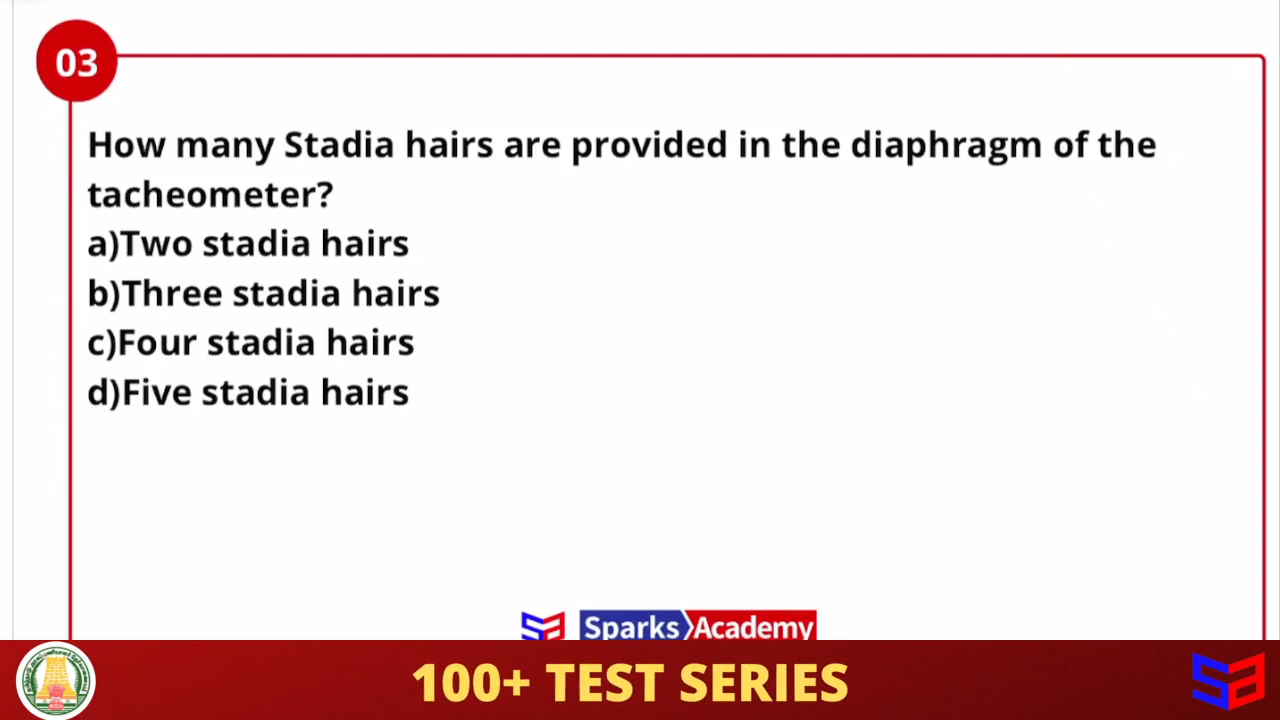 03
How many Stadia hairs are provided in the diaphragm of the
tacheometer?
a)Two stadia hairs
b)Three stadia hairs
c)Four stadia hairs
d)Five stadia hairs
Sparks Academy
100+ TEST SERIES